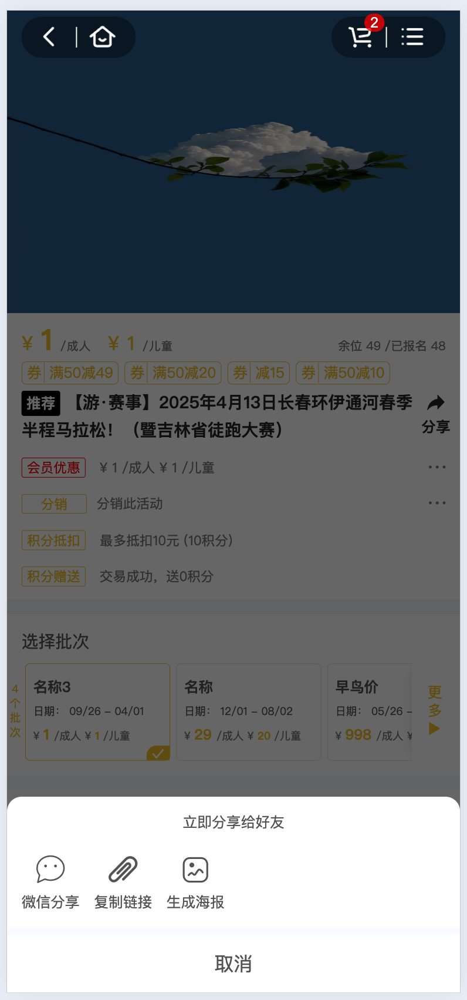 2
¥ 1 /成人 ¥ 1 /儿童 余位 49 /已报名 48
券 满50减49 券 满50减20 券 减15 券 满50减10
推荐 【游·赛事】2025年4月13日长春环伊通河春季
半程马拉松！（暨吉林省徒跑大赛）
分享
会员优惠 ¥ 1 /成人 ¥ 1 /儿童 ···
分销 分销此活动 ···
积分抵扣 最多抵扣10元 (10积分)
积分赠送 交易成功，送0积分
选择批次
4个批次
名称3
日期： 09/26 - 04/01
¥ 1 /成人 ¥ 1 /儿童
名称
日期： 12/01 - 08/02
¥ 29 /成人 ¥ 20 /儿童
早鸟价
日期： 05/26 -
¥ 998 /成人 ¥
更多▶
立即分享给好友
微信分享 复制链接 生成海报
取消